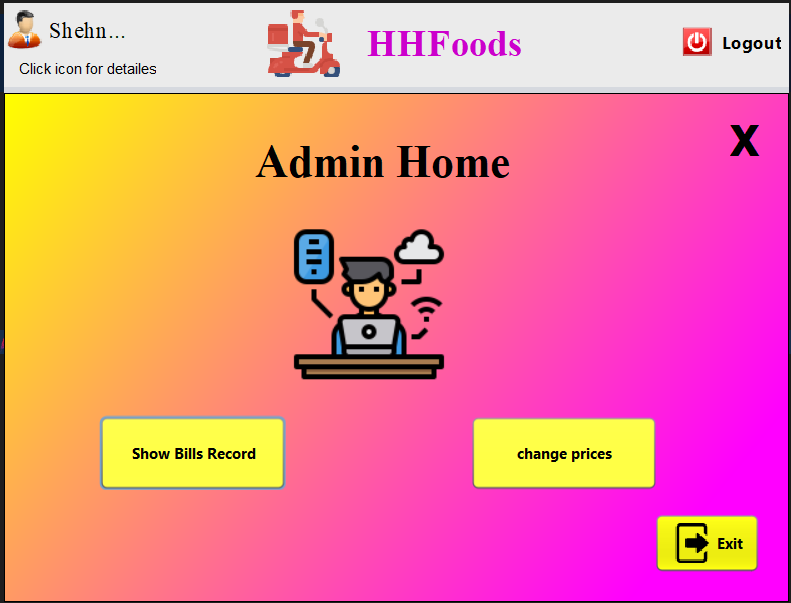 Shehn...
HHFoods
Logout
Click icon for detailes
X
Admin Home
Show Bills Record
change prices
Exit